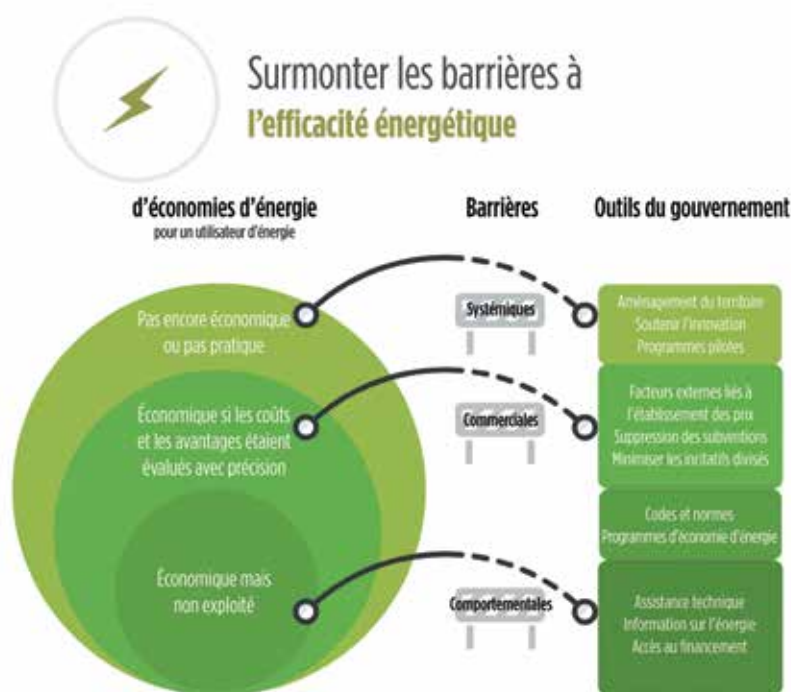 Surmonter les barrières à
l'efficacité énergétique
d'économies d'énergie
pour un utilisateur d'énergie
Barrières
Outils du gouvernement
Pas encore économique
ou pas pratique
Systémiques
Aménagement du territoire
Soutenir l'innovation
Programmes pilotes
Économique si les coûts
et les avantages étaient
évalués avec précision
Commerciales
Facteurs externes liés à
l'établissement des prix
Suppression des subventions
Minimiser les incitatifs divisés
Codes et normes
Programmes d'économie d'énergie
Économique mais
non exploité
Comportementales
Assistance technique
Information sur l'énergie
Accès au financement